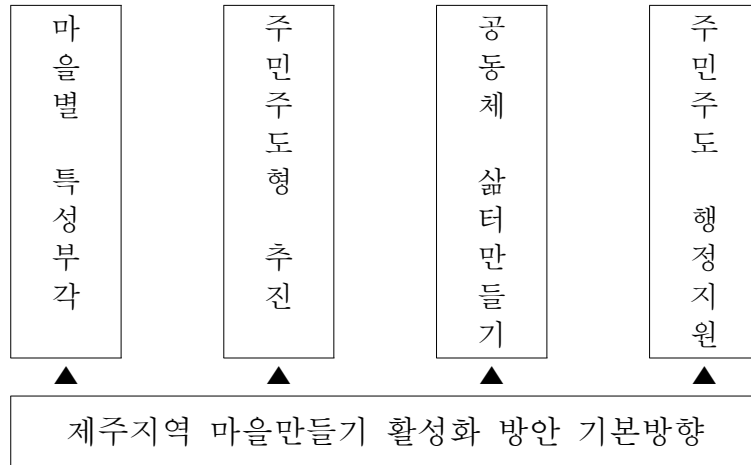 마을별 특성부각
주민주도형 추진
공동체 삶터만들기
주민주도 행정지원
제주지역 마을만들기 활성화 방안 기본방향